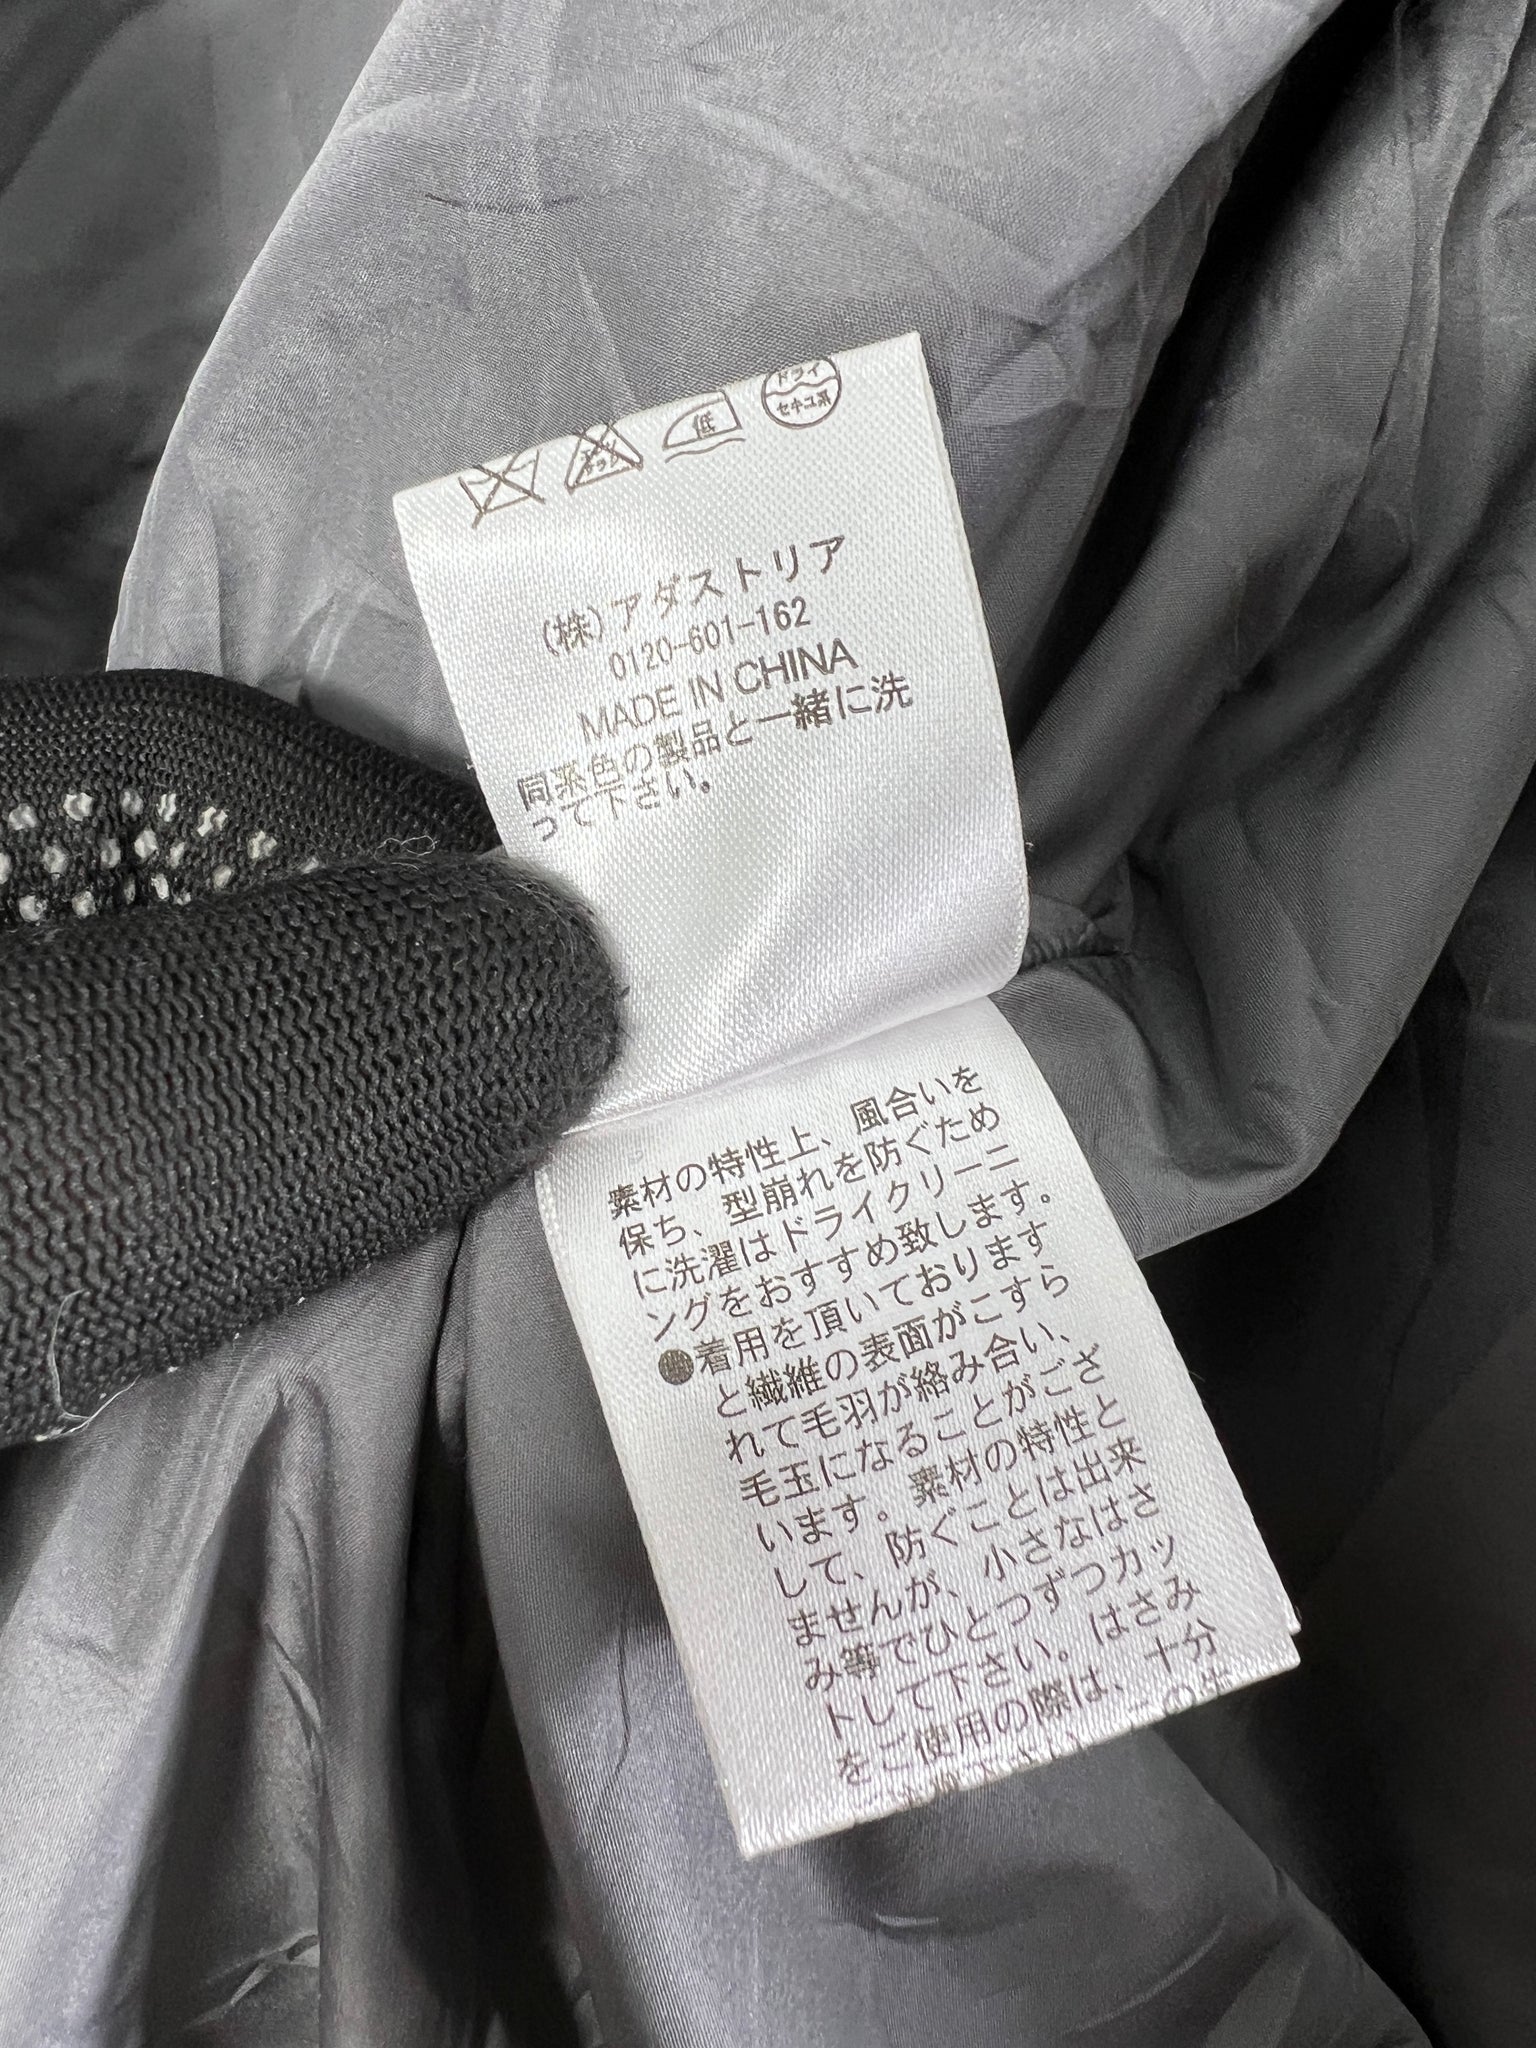 エンソ
サラシ
低
ドライ
セキユ系
(株)アダストリア
0120-601-162
MADE IN CHINA
同系色の製品と一緒に洗
って下さい。
素材の特性上、風合いを
保ち、型崩れを防ぐため
に洗濯はドライクリーニ
ングをおすすめ致します。
●着用を頂いております
と繊維の表面がこすら
れて毛羽が絡み合い、
毛玉になることがござ
います。素材の特性と
して、防ぐことは出来
ませんが、小さなはさ
み等でひとつずつカッ
トして下さい。はさみ
をご使用の際は、十分